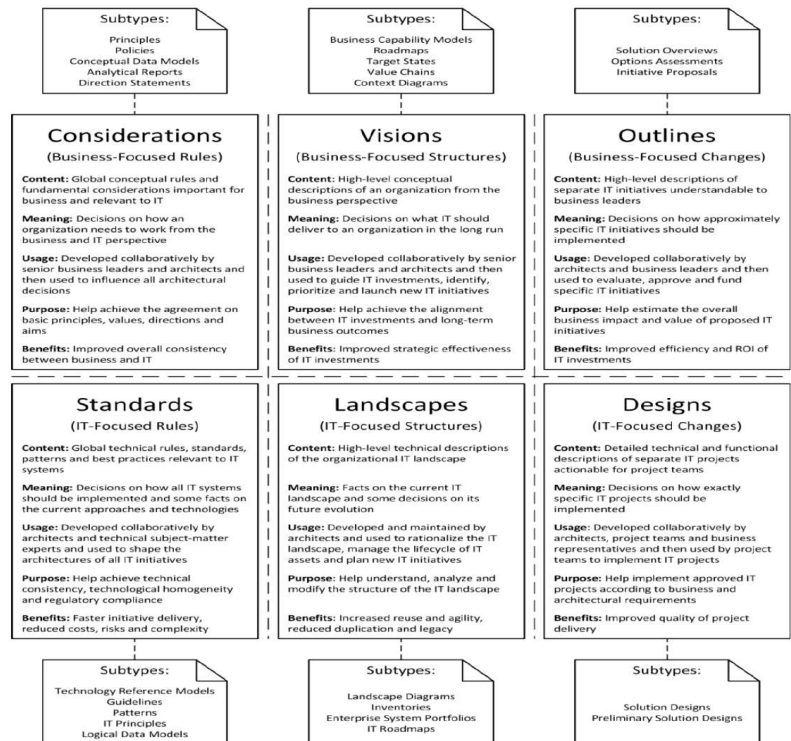 Subtypes:
Principles
Policies
Conceptual Data Models
Analytical Reports
Direction Statements
Subtypes:
Business Capability Models
Roadmaps
Target States
Value Chains
Context Diagrams
Subtypes:
Solution Overviews
Options Assessments
Initiative Proposals
Considerations
(Business-Focused Rules)
Content: Global conceptual rules and
fundamental considerations important for
business and relevant to IT
Meaning: Decisions on how an
organization needs to work from the
business and IT perspective
Usage: Developed collaboratively by
senior business leaders and architects and
then used to influence all architectural
decisions
Purpose: Help achieve the agreement on
basic principles, values, directions and
aims
Benefits: Improved overall consistency
between business and IT
Visions
(Business-Focused Structures)
Content: High-level conceptual
descriptions of an organization from the
business perspective
Meaning: Decisions on what IT should
deliver to an organization in the long run
Usage: Developed collaboratively by senior
business leaders and architects and then
used to guide IT investments, identify,
prioritize and launch new IT initiatives
Purpose: Help achieve the alignment
between IT investments and long-term
business outcomes
Benefits: Improved strategic effectiveness
of IT investments
Outlines
(Business-Focused Changes)
Content: High-level descriptions of
separate IT initiatives understandable to
business leaders
Meaning: Decisions on how approximately
specific IT initiatives should be
implemented
Usage: Developed collaboratively by
architects and business leaders and then
used to evaluate, approve and fund
specific IT initiatives
Purpose: Help estimate the overall
business impact and value of proposed IT
initiatives
Benefits: Improved efficiency and ROI of
IT investments
Standards
(IT-Focused Rules)
Content: Global technical rules, standards,
patterns and best practices relevant to IT
systems
Meaning: Decisions on how all IT systems
should be implemented and some facts on
the current approaches and technologies
Usage: Developed collaboratively by
architects and technical subject-matter
experts and used to shape the
architectures of all IT initiatives
Purpose: Help achieve technical
consistency, technological homogeneity
and regulatory compliance
Benefits: Faster initiative delivery,
reduced costs, risks and complexity
Landscapes
(IT-Focused Structures)
Content: High-level technical descriptions
of the organizational IT landscape
Meaning: Facts on the current IT
landscape and some decisions on its
future evolution
Usage: Developed and maintained by
architects and used to rationalize the IT
landscape, manage the lifecycle of IT
assets and plan new IT initiatives
Purpose: Help understand, analyze and
modify the structure of the IT landscape
Benefits: Increased reuse and agility,
reduced duplication and legacy
Designs
(IT-Focused Changes)
Content: Detailed technical and functional
descriptions of separate IT projects
actionable for project teams
Meaning: Decisions on how exactly
specific IT projects should be
implemented
Usage: Developed collaboratively by
architects, project teams and business
representatives and then used by project
teams to implement IT projects
Purpose: Help implement approved IT
projects according to business and
architectural requirements
Benefits: Improved quality of project
delivery
Subtypes:
Technology Reference Models
Guidelines
Patterns
IT Principles
Logical Data Models
Subtypes:
Landscape Diagrams
Inventories
Enterprise System Portfolios
IT Roadmaps
Subtypes:
Solution Designs
Preliminary Solution Designs